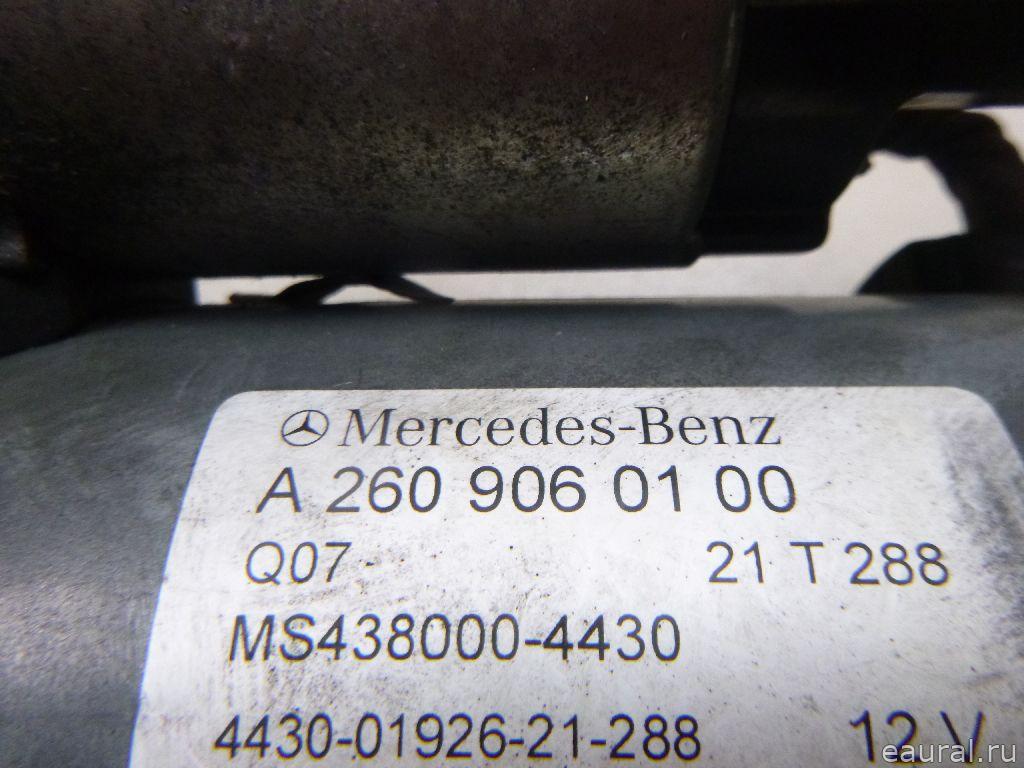 Mercedes-Benz
A 260 906 01 00
Q07 21 T 288
MS438000-4430
4430-01926-21-288 12 V
eaural.ru